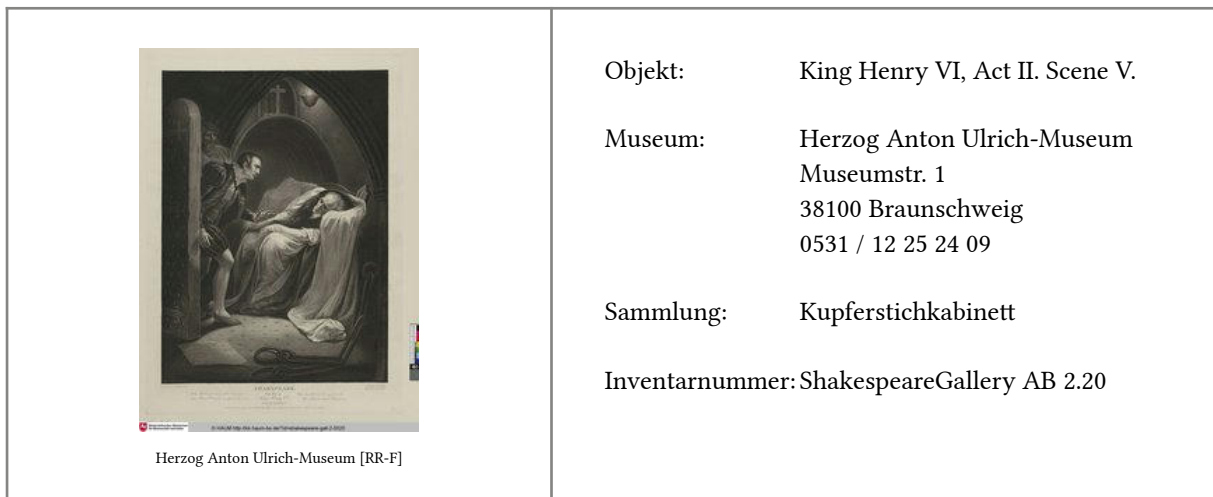 SHAKSPEARE
Herzog Anton Ulrich-Museum [RR-F]
Objekt: King Henry VI, Act II. Scene V.
Museum: Herzog Anton Ulrich-Museum
Museumstr. 1
38100 Braunschweig
0531 / 12 25 24 09
Sammlung: Kupferstichkabinett
Inventarnummer: ShakespeareGallery AB 2.20